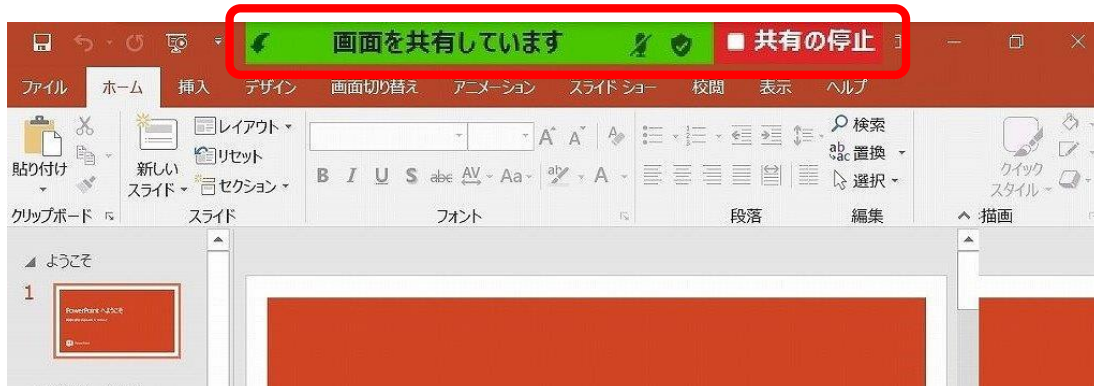 画面を共有しています 共有の停止
ファイル ホーム 挿入 デザイン 画面切り替え アニメーション スライド ショー 校閲 表示 ヘルプ
貼り付け
新しい
スライド
レイアウト
リセット
セクション
A A A
B I U S abc AV Aa aby A
検索
置換
選択
クイック
スタイル
クリップボード スライド フォント 段落 編集 描画
ようこそ
1
PowerPoint へようこそ